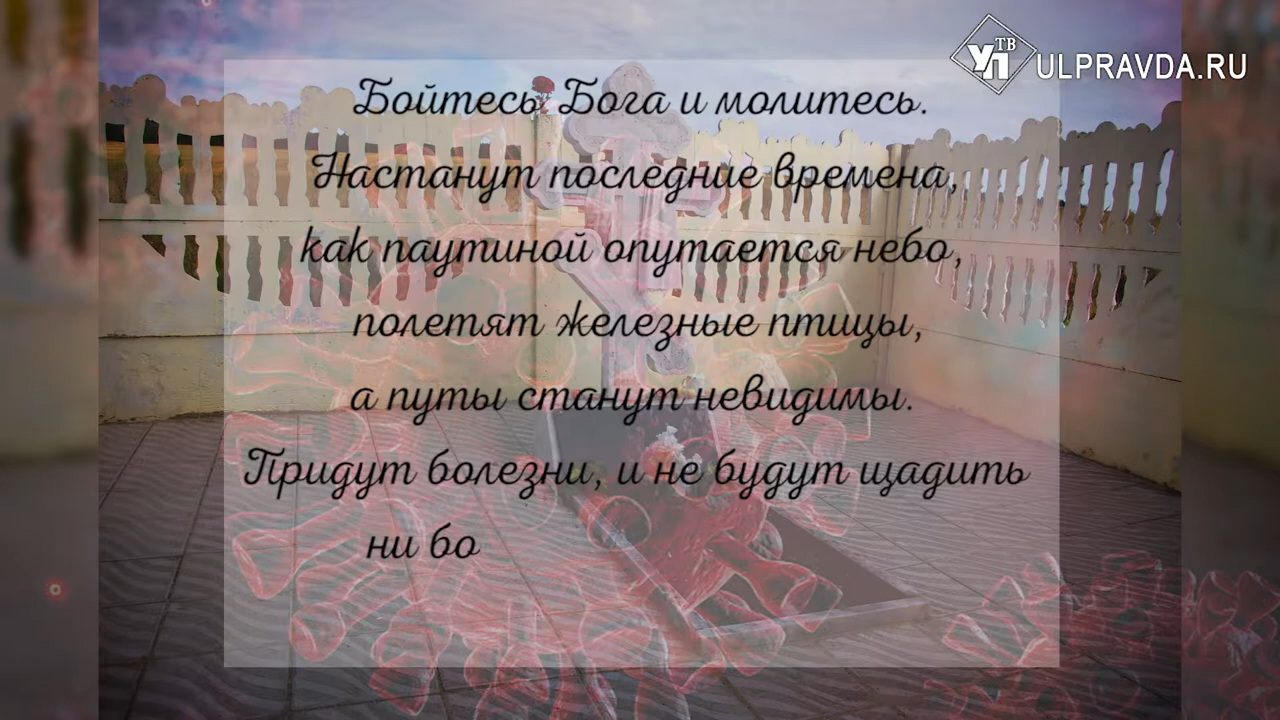 УП ТВ ULPRAVDA.RU
Бойтесь Бога и молитесь.
Настанут последние времена,
как паутиной опутается небо,
полетят железные птицы,
а путы станут невидимы.
Придут болезни, и не будут щадить
ни бо